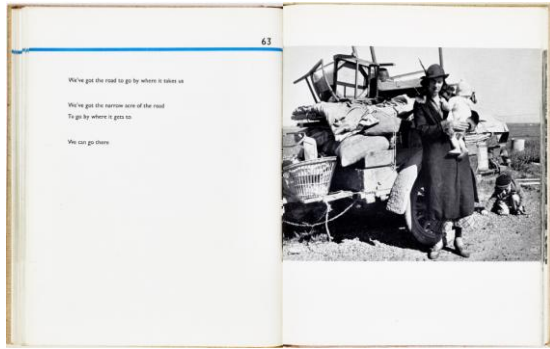 63
We've got the road to go by where it takes us
We've got the narrow acre of the road
To go by where it gets to
We can go there